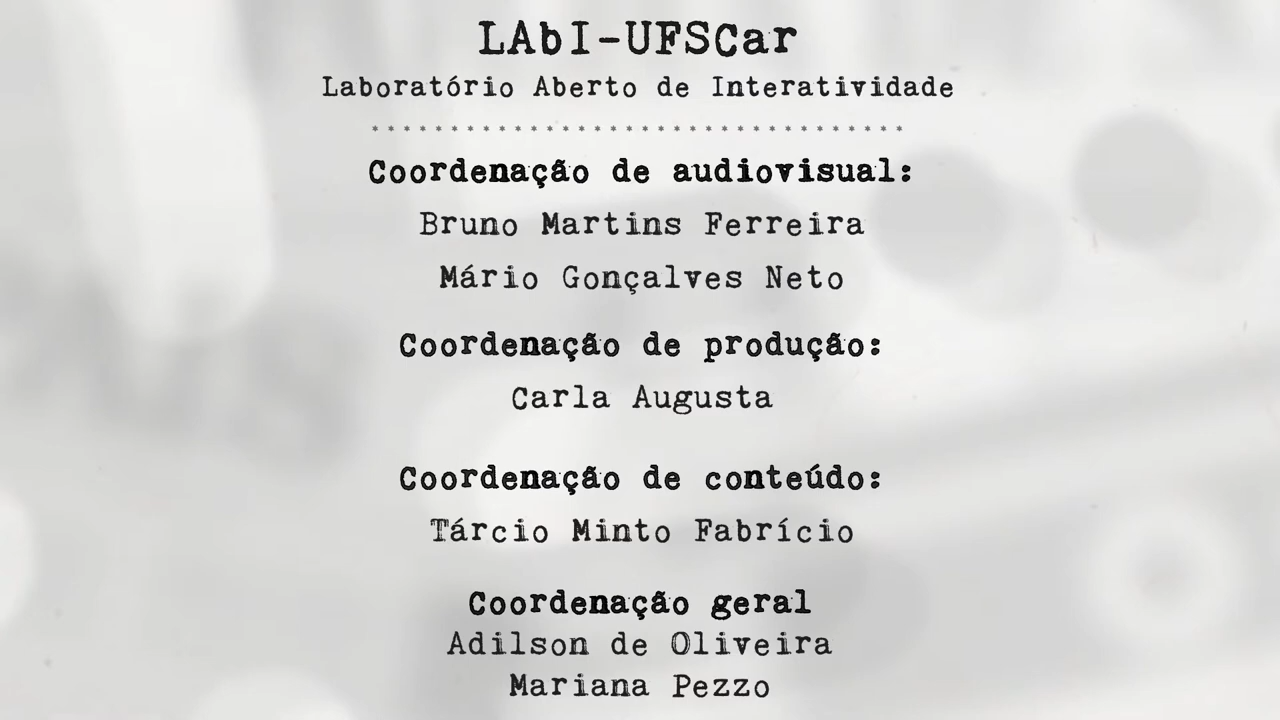 LAbI-UFSCar
Laboratório Aberto de Interatividade
**********************************
Coordenação de audiovisual:
Bruno Martins Ferreira
Mário Gonçalves Neto
Coordenação de produção:
Carla Augusta
Coordenação de conteúdo:
Tárcio Minto Fabrício
Coordenação geral
Adilson de Oliveira
Mariana Pezzo